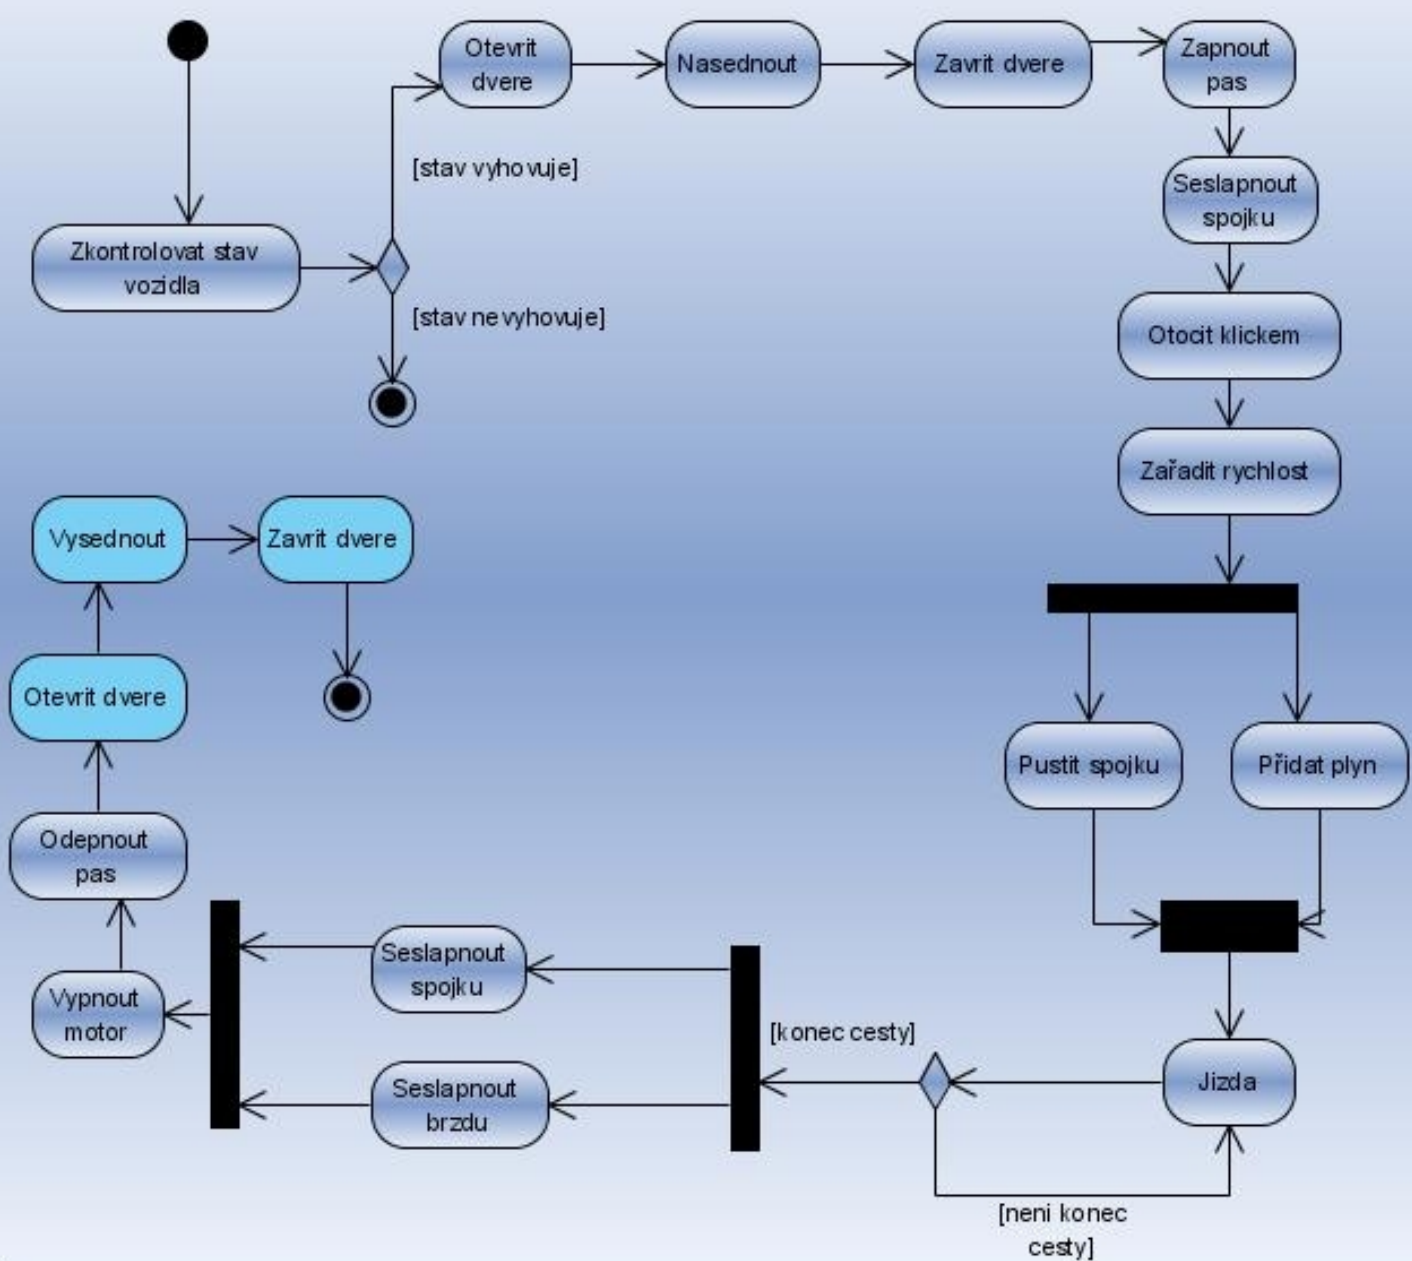 Otevrit
dvere
Nasednout
Zavrit dvere
Zapnout
pas
[stav vyhovuje]
Seslapnout
spojku
Zkontrolovat stav
vozidla
[stav nevyhovuje]
Otocit klickem
Zařadit rychlost
Vysednout
Zavrit dvere
Otevrit dvere
Pustit spojku
Přidat plyn
Odepnout
pas
Seslapnout
spojku
Vypnout
motor
[konec cesty]
Seslapnout
brzdu
Jizda
[neni konec
cesty]